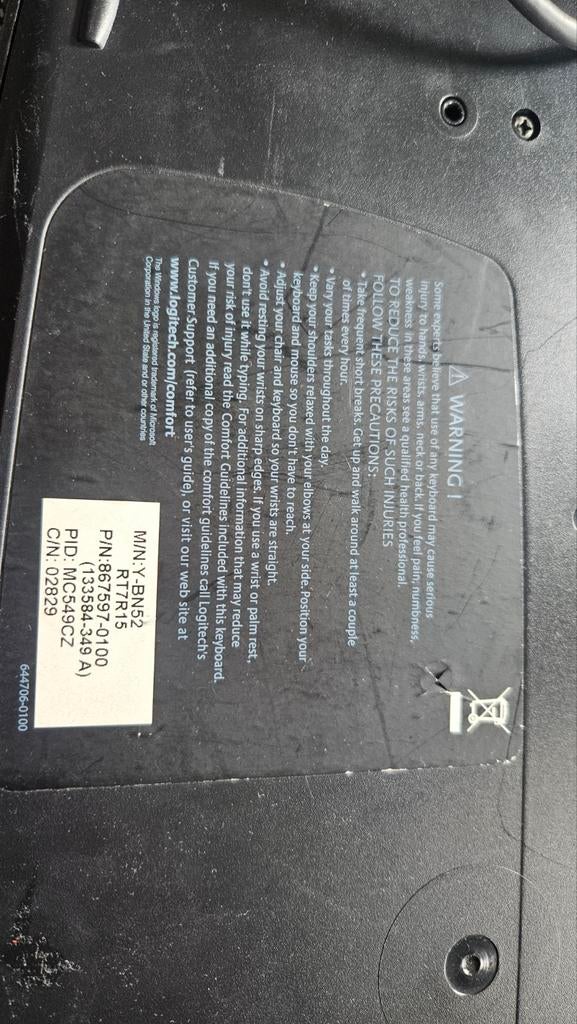 WARNING !
Some experts believe that use of any keyboard may cause serious
injury to hands, wrists, arms, neck or back. If you feel pain, numbness,
weakness in these areas see a qualified health professional.
TO REDUCE THE RISKS OF SUCH INJURIES
FOLLOW THESE PRECAUTIONS:
• Take frequent short breaks. Get up and walk around at least a couple
of times every hour.
• Vary your tasks throughout the day.
• Keep your shoulders relaxed with your elbows at your side. Position your
keyboard and mouse so you don't have to reach.
• Adjust your chair and keyboard so your wrists are straight.
• Avoid resting your wrists on sharp edges. If you use a wrist or palm rest,
don't use it while typing. For additional information that may reduce
your risk of injury read the Comfort Guidelines included with this keyboard.
If you need an additional copy of the comfort guidelines call Logitech's
Customer Support (refer to user's guide), or visit our web site at
www.logitech.com/comfort
The Windows logo is registered trademark of Microsoft
Corporation in the United State and or other countries
M/N:Y-BN52
RT7R15
P/N:867597-0100
(133584-349 A)
PID: MC549CZ
C/N: 02829
644706-0100